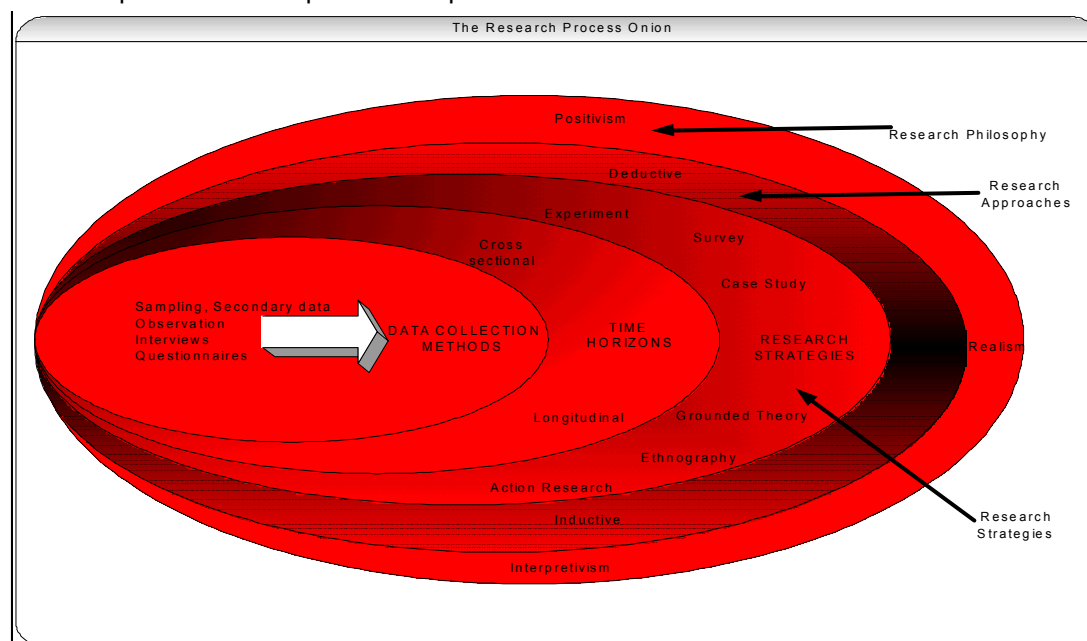 The Research Process Onion
Positivism
Research Philosophy
Deductive
Research
Approaches
Experiment
Survey
Cross
sectional
Case Study
Sampling, Secondary data
Observation
Interviews
Questionnaires
DATA COLLECTION
METHODS
TIME
HORIZONS
RESEARCH
STRATEGIES
Realism
Longitudinal
Grounded Theory
Ethnography
Action Research
Inductive
Research
Strategies
Interpretivism